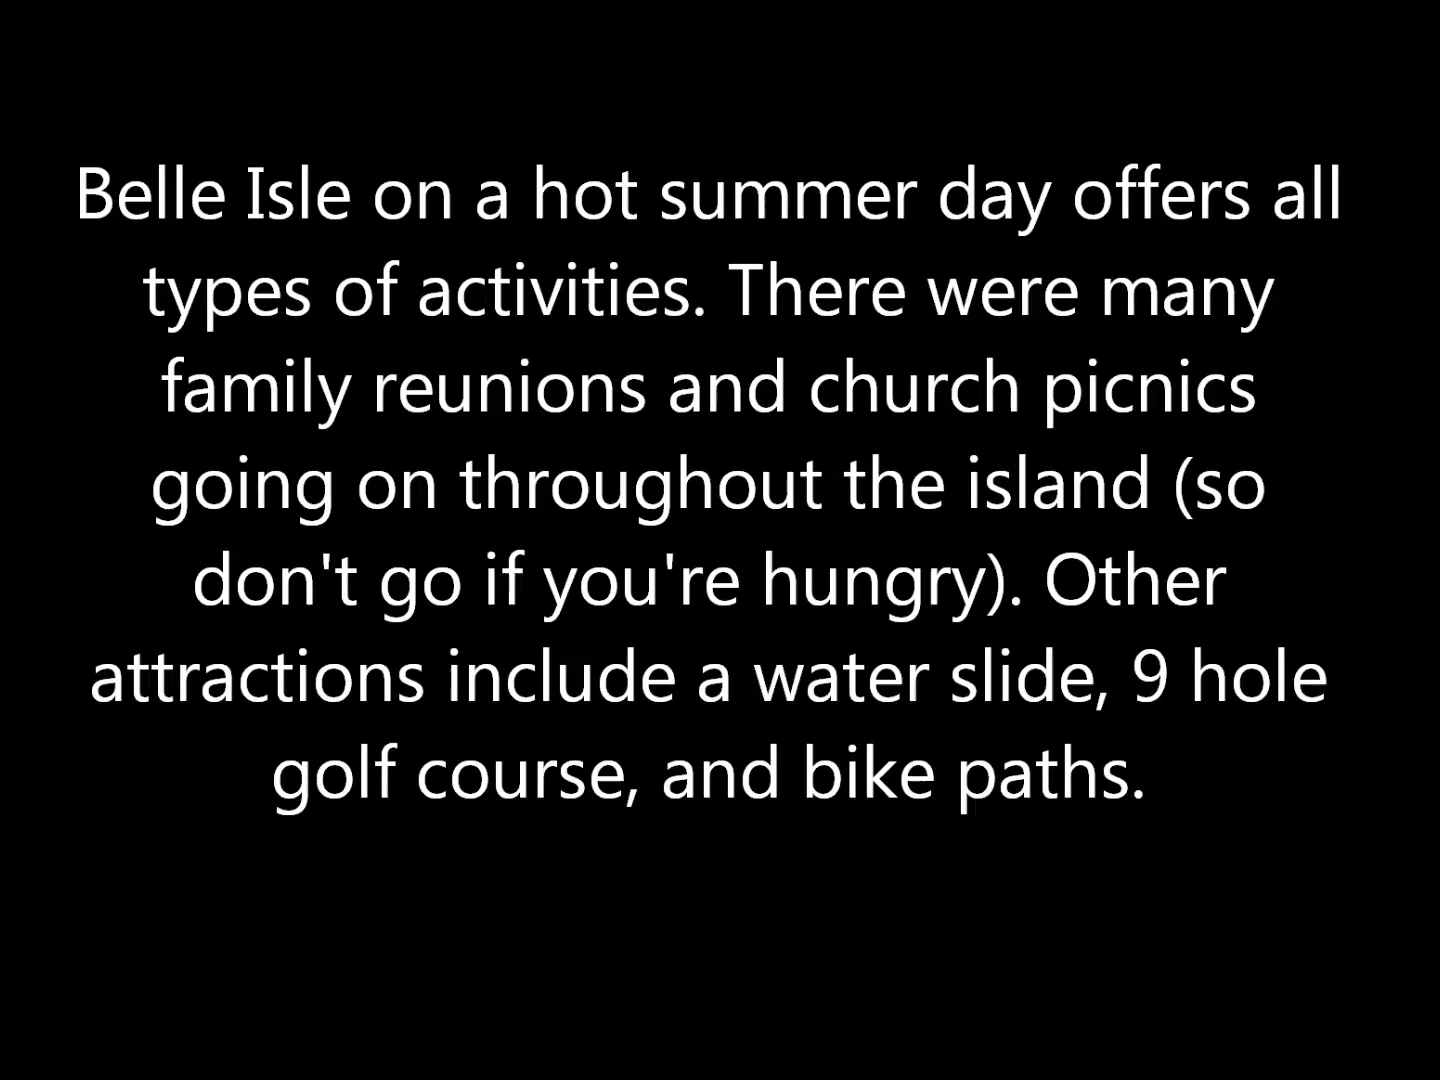 Belle Isle on a hot summer day offers all
types of activities. There were many
family reunions and church picnics
going on throughout the island (so
don't go if you're hungry). Other
attractions include a water slide, 9 hole
golf course, and bike paths.